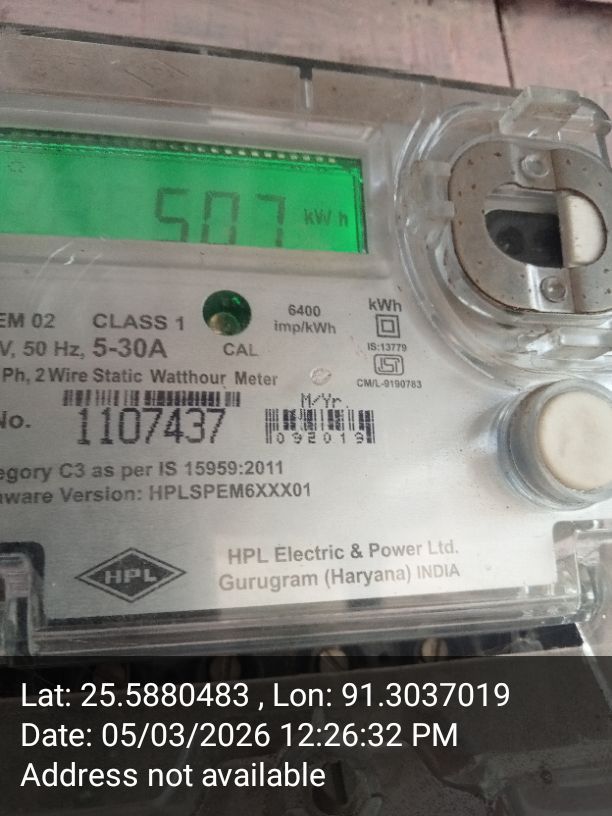 507 kWh
EM 02 CLASS 1
6400
imp/kWh
kWh
V, 50 Hz, 5-30A
CAL
IS:13779
Ph, 2 Wire Static Watthour Meter
CM/L-9190783
No. 1107437
M/Yr.
092019
egory C3 as per IS 15959:2011
ware Version: HPLSPEM6XXX01
HPL
HPL Electric & Power Ltd.
Gurugram (Haryana) INDIA
Lat: 25.5880483 , Lon: 91.3037019
Date: 05/03/2026 12:26:32 PM
Address not available